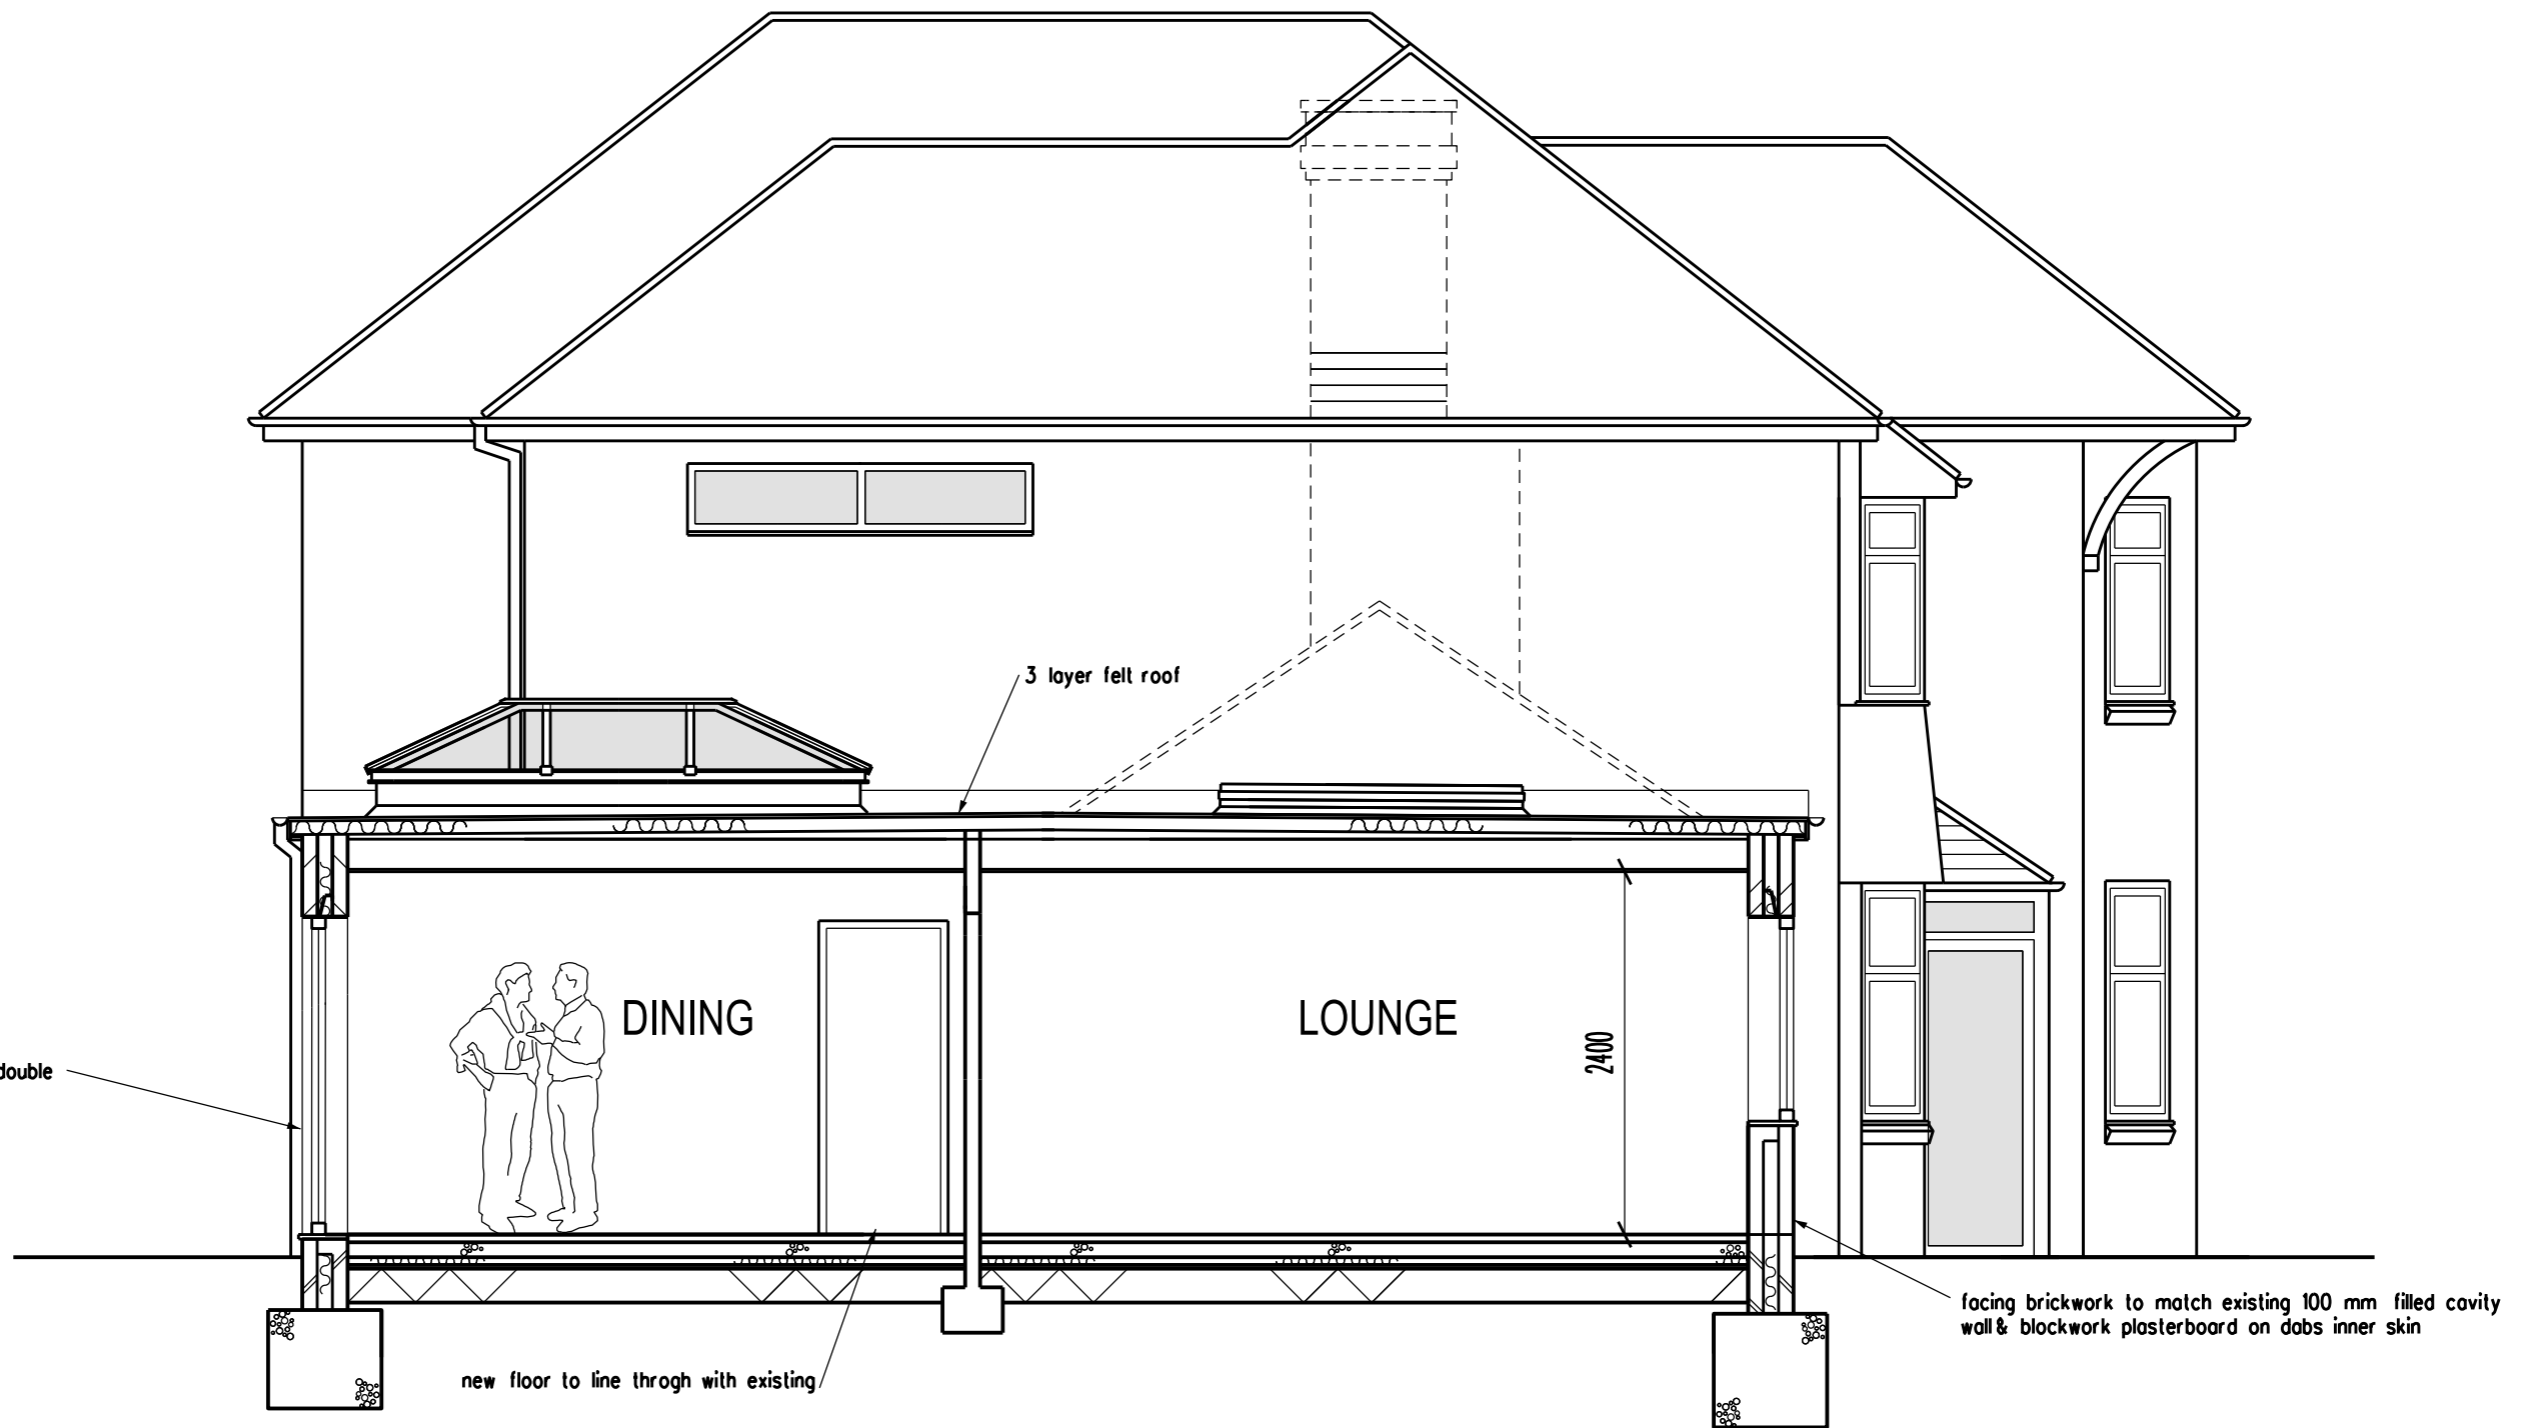 3 layer felt roof
DINING
LOUNGE
2400
double
facing brickwork to match existing 100 mm filled cavity
wall & blockwork plasterboard on dabs inner skin
new floor to line throgh with existing